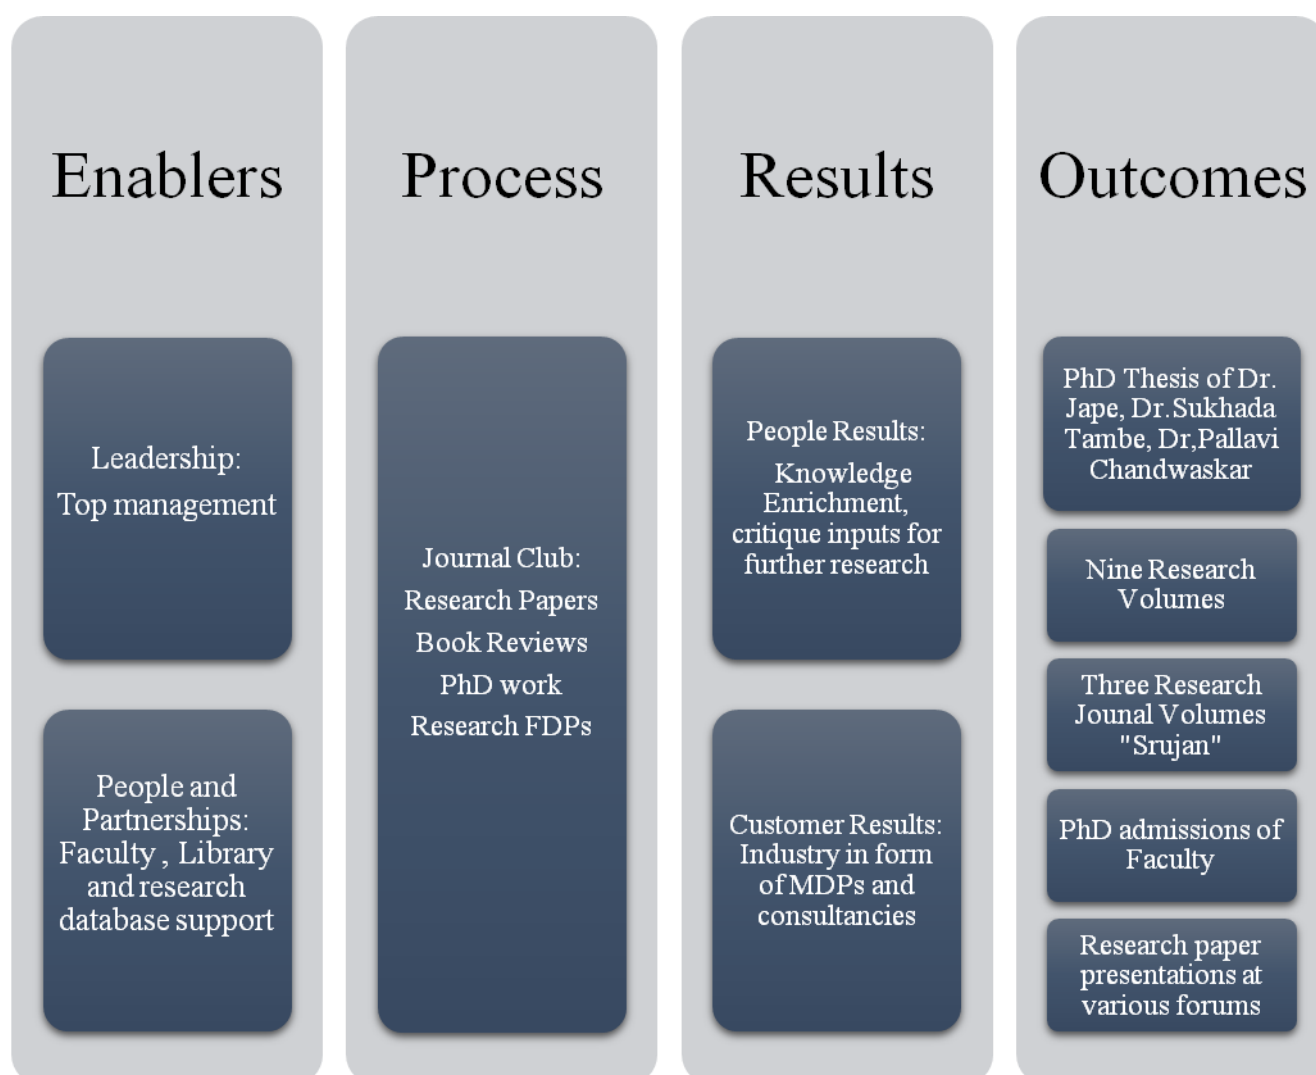 Enablers
Leadership:
Top management
People and
Partnerships:
Faculty , Library
and research
database support
Process
Journal Club:
Research Papers
Book Reviews
PhD work
Research FDPs
Results
People Results:
Knowledge
Enrichment,
critique inputs for
further research
Customer Results:
Industry in form
of MDPs and
consultancies
Outcomes
PhD Thesis of Dr.
Jape, Dr.Sukhada
Tambe, Dr,Pallavi
Chandwaskar
Nine Research
Volumes
Three Research
Jounal Volumes
"Srujan"
PhD admissions of
Faculty
Research paper
presentations at
various forums